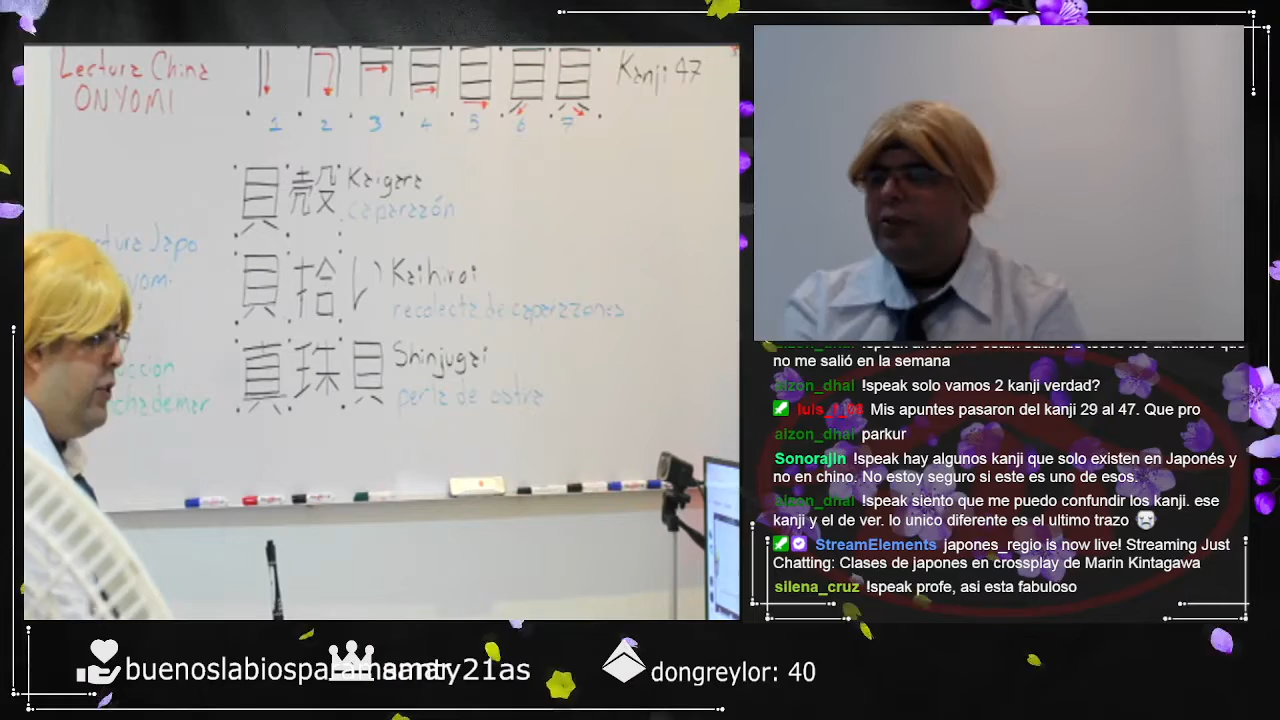 Lectura China
ONYOMI
Kanji 47
1 2 3 4 5 6 7
貝殻 Kaigara
caparazón
貝拾い Kaihiroi
recolecta de caparazones
真珠貝 Shinjugai
perla de ostra
no me salió en la semana
aizon_dhal !speak solo vamos 2 kanji verdad?
Mis apuntes pasaron del kanji 29 al 47. Que pro
aizon_dhal parkur
Sonorajin !speak hay algunos kanji que solo existen en Japonés y
no en chino. No estoy seguro si este es uno de esos.
aizon_dhal !speak siento que me puedo confundir los kanji. ese
kanji y el de ver. lo unico diferente es el ultimo trazo
StreamElements japones_regio is now live! Streaming Just
Chatting: Clases de japones en crossplay de Marin Kintagawa
silena_cruz !speak profe, asi esta fabuloso
dongreylor: 40